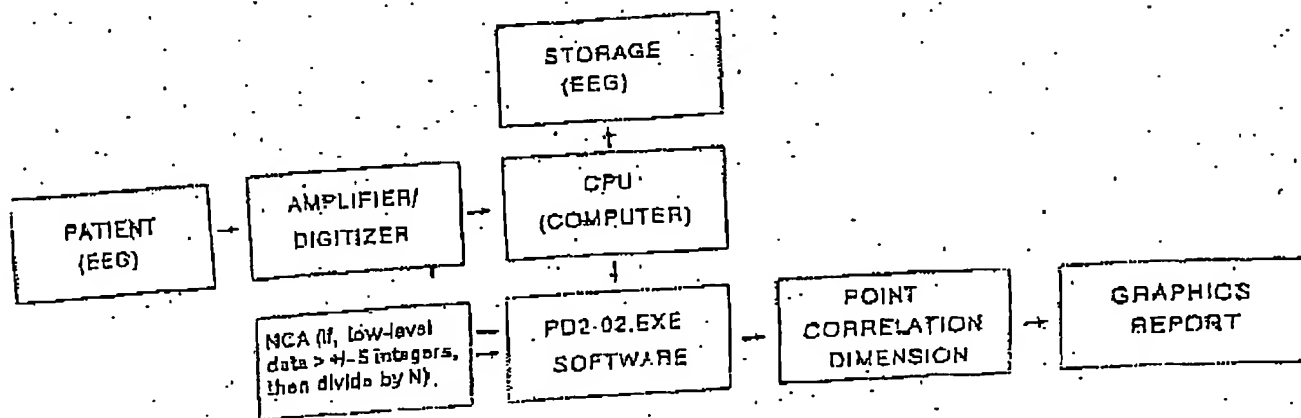 STORAGE
(EEG)
PATIENT
(EEG)
AMPLIFIER/
DIGITIZER
CPU
(COMPUTER)
NCA (If, Low-level
data > +/-5 integers,
then divide by N).
PD2-02.EXE
SOFTWARE
POINT
CORRELATION
DIMENSION
GRAPHICS
REPORT